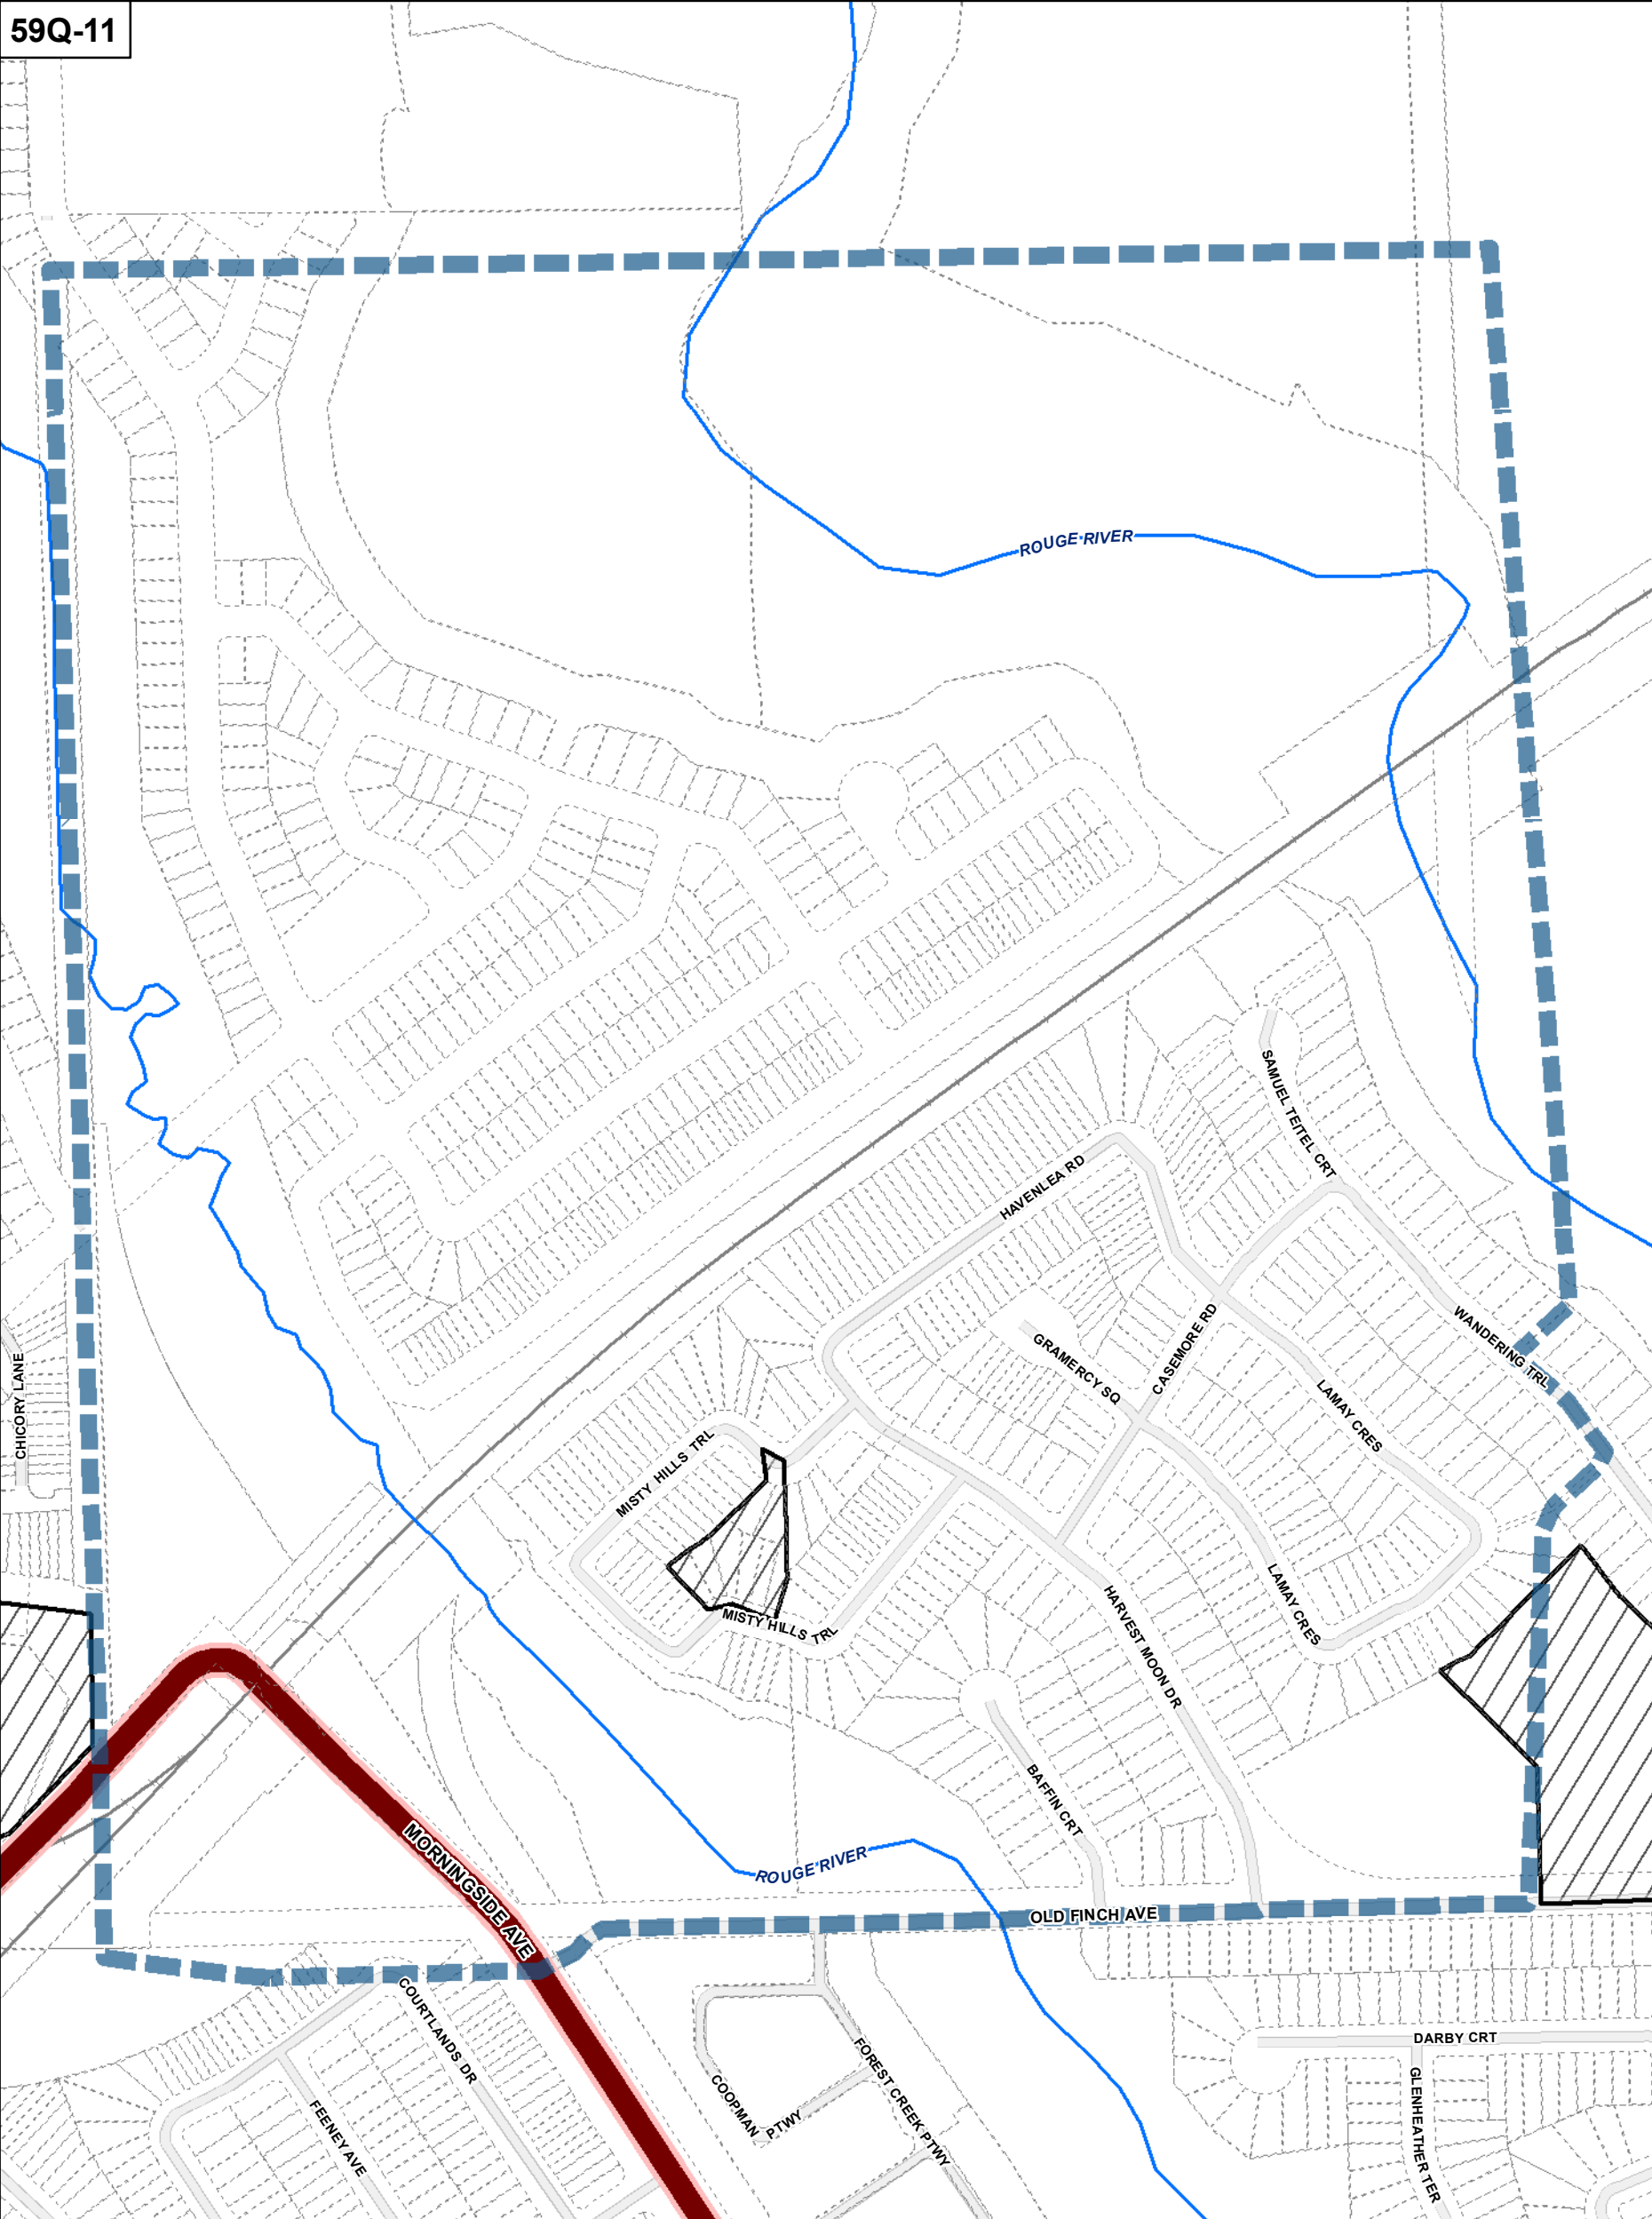 59Q-11
ROUGE RIVER
SAMUEL TEITEL CRT
HAVENLEA RD
WANDERING TRL
CASEMORE RD
GRAMERCY SQ
LAMAY CRES
CHICORY LANE
MISTY HILLS TRL
LAMAY CRES
HARVEST MOON DR
MISTY HILLS TRL
BAFFIN CRT
MORNINGSIDE AVE
ROUGE RIVER
OLD FINCH AVE
COURTLANDS DR
DARBY CRT
FOREST CREEK PTWY
COOPMAN PTWY
FEENEY AVE
GLENHEATHER TER